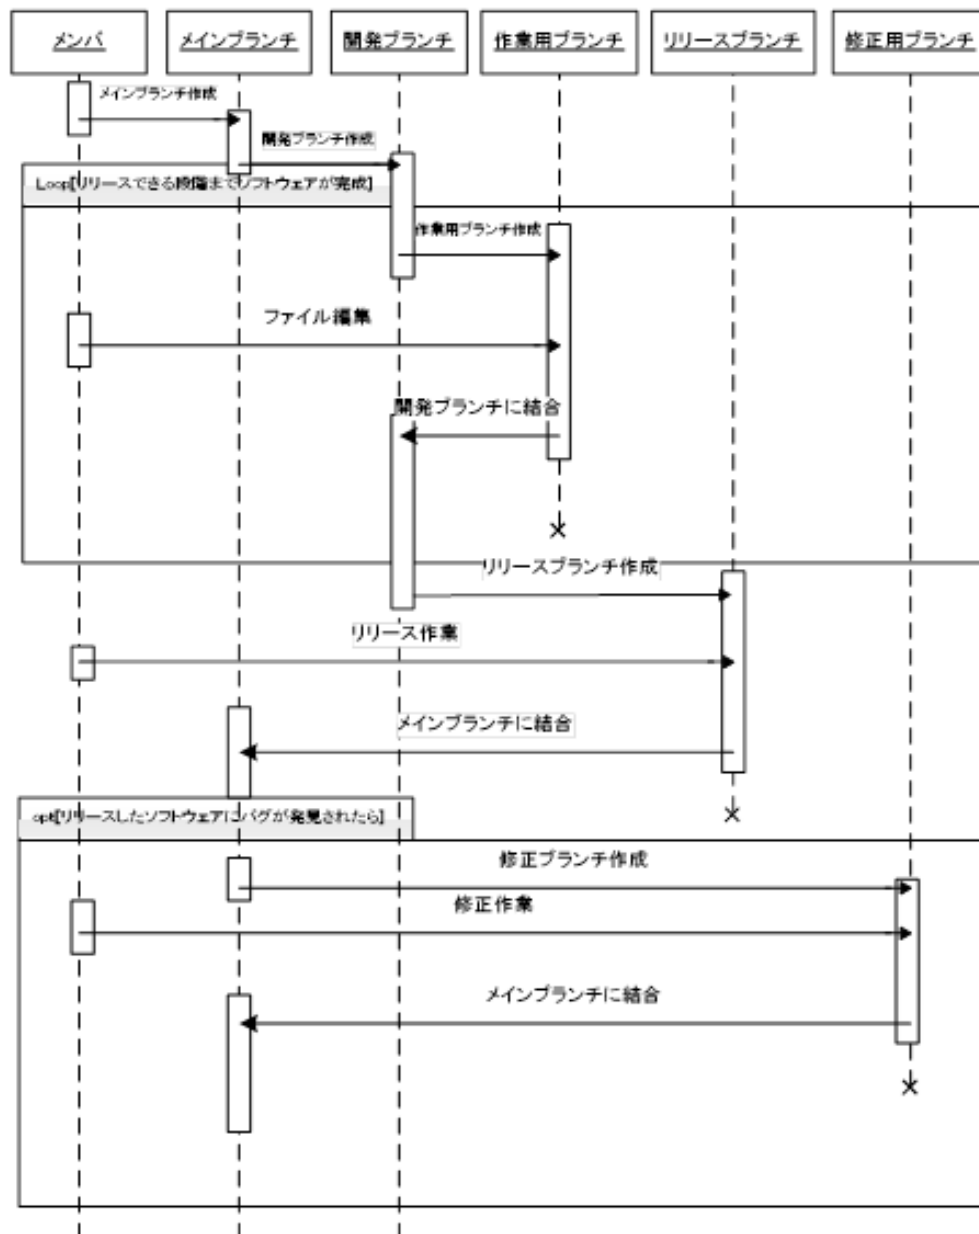 メンバ
メインブランチ
開発ブランチ
作業用ブランチ
リリースブランチ
修正用ブランチ
メインブランチ作成
開発ブランチ作成
Loop[リリースできる段階までソフトウェアが完成]
作業用ブランチ作成
ファイル編集
開発ブランチに結合
リリースブランチ作成
リリース作業
メインブランチに結合
opt[リリースしたソフトウェアにバグが発見されたら]
修正ブランチ作成
修正作業
メインブランチに結合